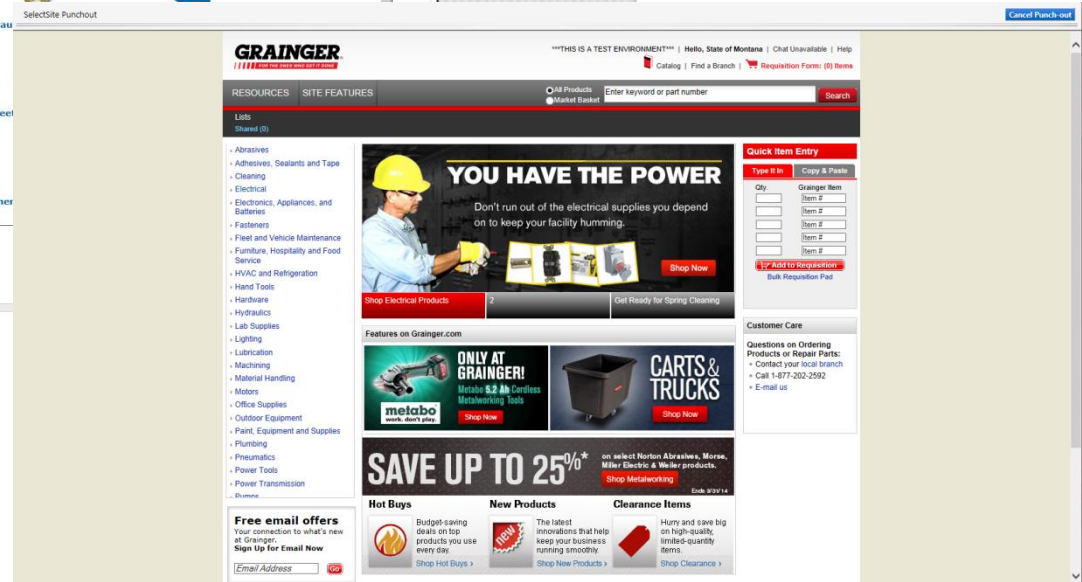 SelectSite Punchout
Cancel Punch-out
au
eet
GRAINGER
FOR THE ONES WHO GET IT DONE
***THIS IS A TEST ENVIRONMENT*** | Hello, State of Montana | Chat Unavailable | Help
Catalog | Find a Branch | Requisition Form: (0) Items
RESOURCES SITE FEATURES
All Products
Market Basket
Enter keyword or part number
Search
Lists
Shared (0)
Abrasives
Adhesives, Sealants and Tape
Cleaning
Electrical
Electronics, Appliances, and
Batteries
Fasteners
Fleet and Vehicle Maintenance
Furniture, Hospitality and Food
Service
HVAC and Refrigeration
Hand Tools
Hardware
Hydraulics
Lab Supplies
Lighting
Lubrication
Machining
Material Handling
Motors
Office Supplies
Outdoor Equipment
Paint, Equipment and Supplies
Plumbing
Pneumatics
Power Tools
Power Transmission
Pumps
Free email offers
Your connection to what's new
at Grainger.
Sign Up for Email Now
Email Address
Go
YOU HAVE THE POWER
Don't run out of the electrical supplies you depend
on to keep your facility humming.
Shop Now
Shop Electrical Products
2
Get Ready for Spring Cleaning
Features on Grainger.com
ONLY AT
GRAINGER!
Metabo 5.2 Ah Cordless
Metalworking Tools
metabo
work. don't play.
Shop Now
CARTS &
TRUCKS
Shop Now
SAVE UP TO 25%*
on select Norton Abrasives, Morse,
Miller Electric & Weiler products.
Shop Metalworking
Ends 3/31/14
Hot Buys
Budget-saving
deals on top
products you use
every day.
Shop Hot Buys ›
New Products
new
The latest
innovations that help
keep your business
running smoothly.
Shop New Products ›
Clearance Items
Hurry and save big
on high-quality,
limited-quantity
items.
Shop Clearance ›
Quick Item Entry
Type It In
Copy & Paste
Qty. Grainger Item
Item #
Item #
Item #
Item #
Item #
Add to Requisition
Bulk Requisition Pad
Customer Care
Questions on Ordering
Products or Repair Parts:
Contact your local branch
Call 1-877-202-2592
E-mail us